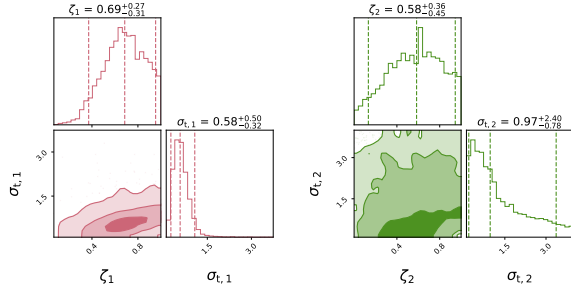 ζ₁ = 0.69⁺⁰·²⁷₋₀.₃₁
ζ₂ = 0.58⁺⁰·³⁶₋₀.₄₅
σₜ,₁ = 0.58⁺⁰·⁵⁰₋₀.₃₂
σₜ,₂ = 0.97⁺²·⁴⁰₋₀.₇₈
σₜ,₁
3.0
1.5
σₜ,₂
3.0
1.5
0.4 0.8
1.5 3.0
0.4 0.8
1.5 3.0
ζ₁
σₜ,₁
ζ₂
σₜ,₂